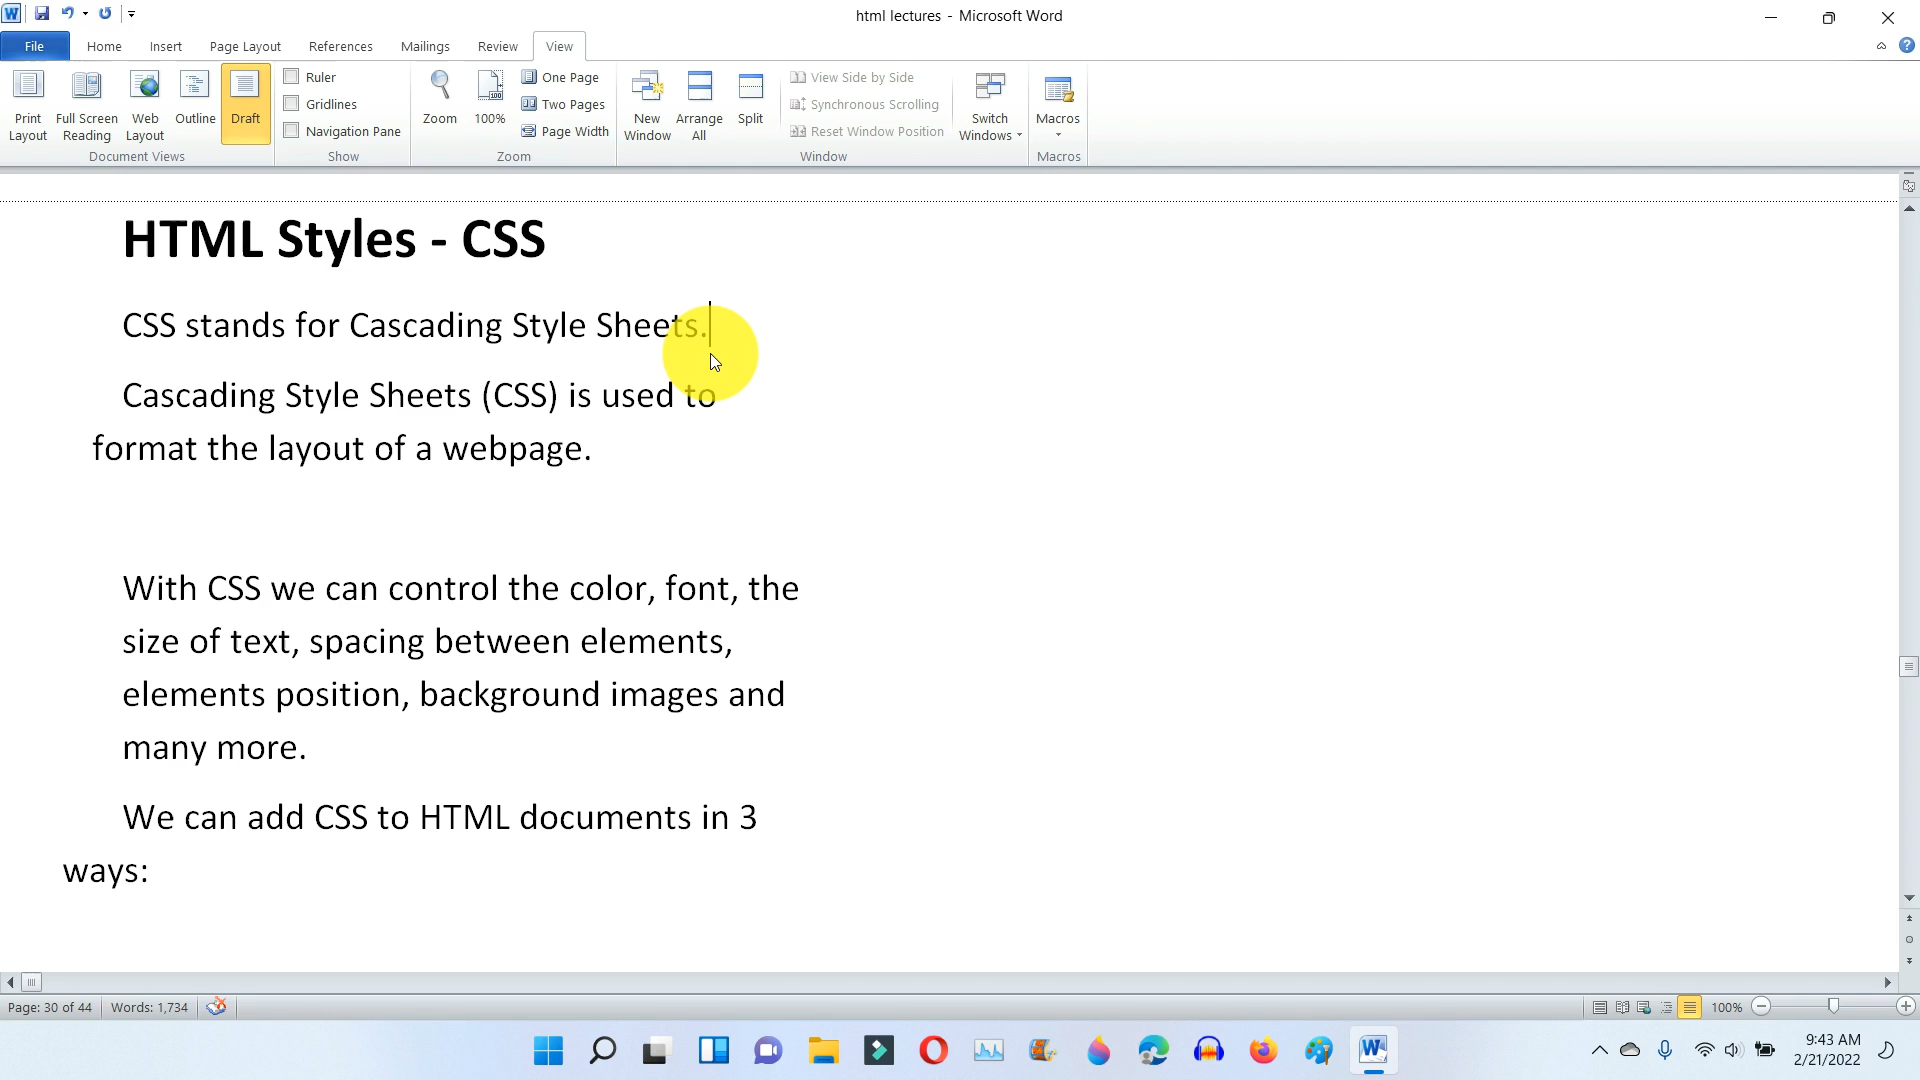 html lectures - Microsoft Word
File Home Insert Page Layout References Mailings Review View
Print Layout
Full Screen Reading
Web Layout
Outline
Draft
Document Views
Ruler
Gridlines
Navigation Pane
Show
Zoom
100
100%
One Page
Two Pages
Page Width
Zoom
New Window
Arrange All
Split
View Side by Side
Synchronous Scrolling
Reset Window Position
Switch Windows
Window
Macros
Macros
HTML Styles - CSS
CSS stands for Cascading Style Sheets.
Cascading Style Sheets (CSS) is used to
format the layout of a webpage.
With CSS we can control the color, font, the
size of text, spacing between elements,
elements position, background images and
many more.
We can add CSS to HTML documents in 3
ways:
Page: 30 of 44 Words: 1,734 100%
9:43 AM
2/21/2022